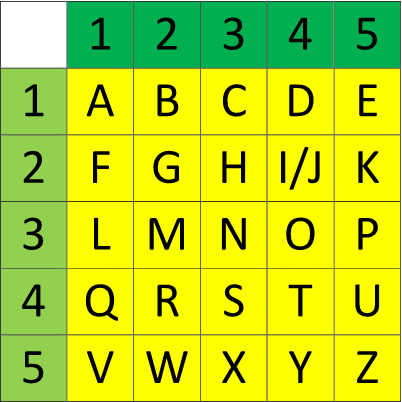 1 2 3 4 5
1 A B C D E
2 F G H I/J K
3 L M N O P
4 Q R S T U
5 V W X Y Z